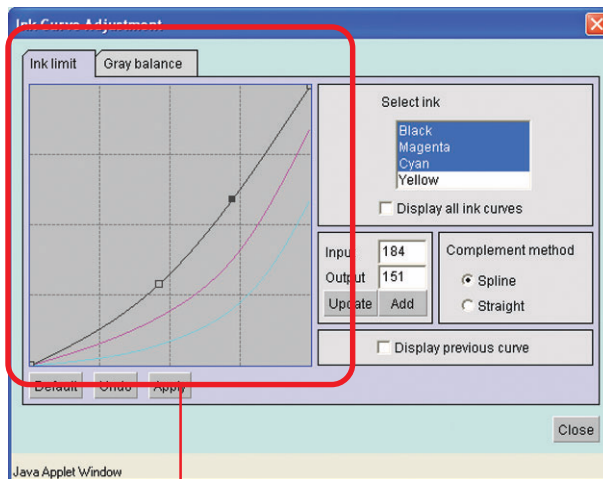 Ink Curve Adjustment
Ink limit
Gray balance
Select ink
Black
Magenta
Cyan
Yellow
Display all ink curves
Input 184
Output 151
Update Add
Complement method
Spline
Straight
Display previous curve
Default Undo Apply
Close
Java Applet Window